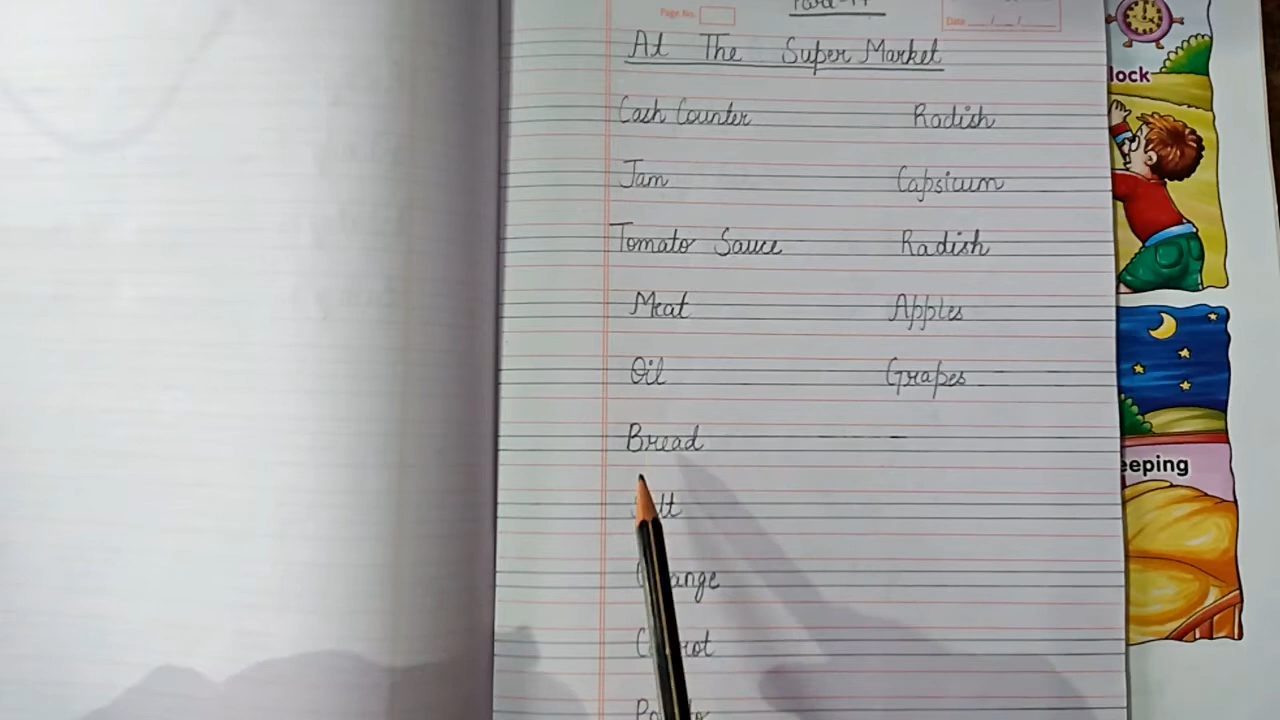 Page No.
Date
At The Super Market
Cash Counter Radish
Jam Capsicum
Tomato Sauce Radish
Meat Apples
Oil Grapes
Bread
lock
eeping